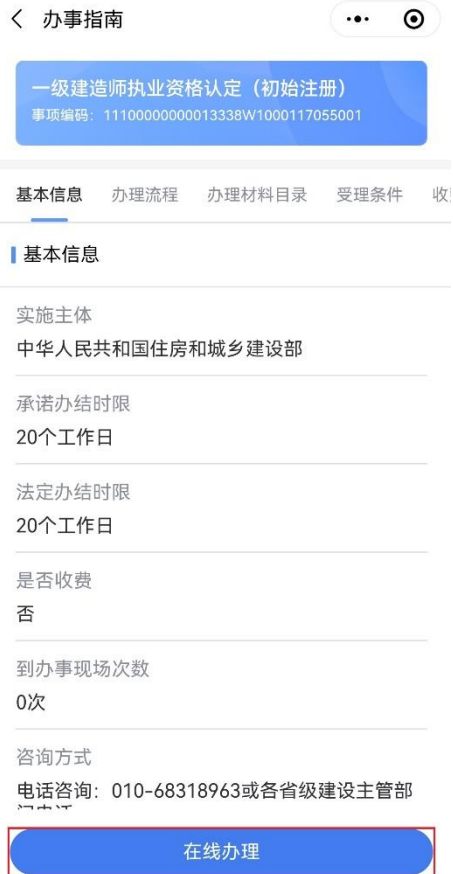 办事指南
一级建造师执业资格认定（初始注册）
事项编码：11100000000013338W1000117055001
基本信息 办理流程 办理材料目录 受理条件
基本信息
实施主体
中华人民共和国住房和城乡建设部
承诺办结时限
20个工作日
法定办结时限
20个工作日
是否收费
否
到办事现场次数
0次
咨询方式
电话咨询：010-68318963或各省级建设主管部
在线办理